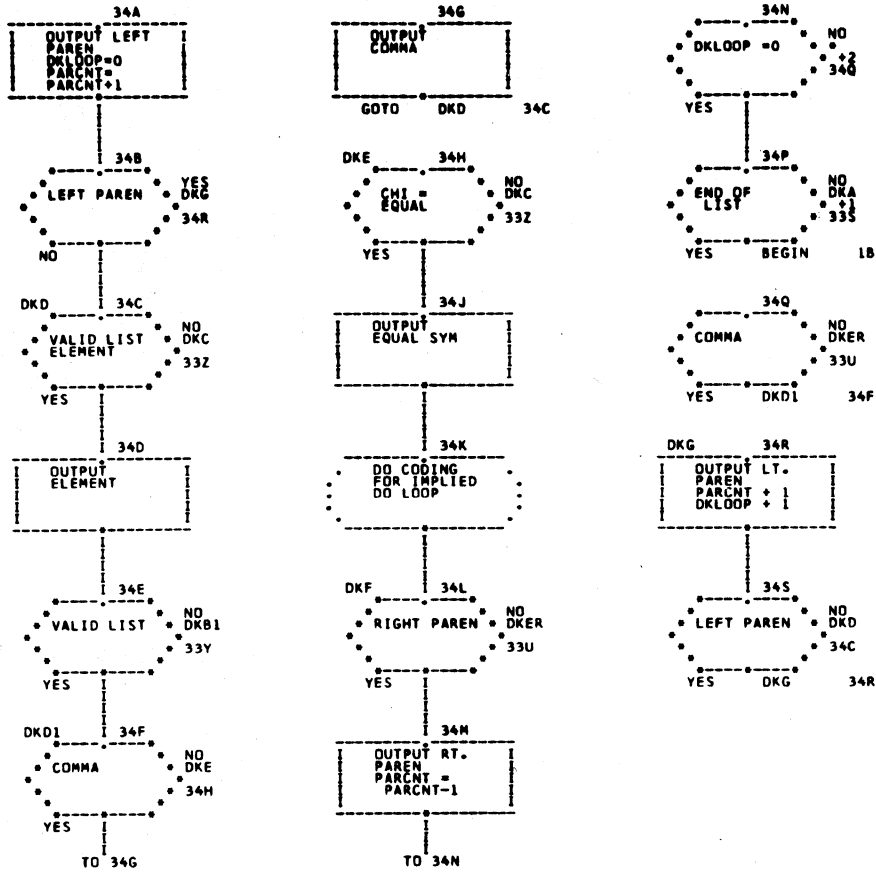 34A
OUTPUT LEFT
PAREN
DKLOOP=0
PARCNT=
PARCNT+1
34B
LEFT PAREN
YES
DKG
34R
NO
DKD
34C
VALID LIST
ELEMENT
NO
DKC
33Z
YES
34D
OUTPUT
ELEMENT
34E
VALID LIST
NO
DKB1
33Y
YES
DKD1
34F
COMMA
NO
DKE
34H
YES
TO 34G
34G
OUTPUT
COMMA
GOTO DKD 34C
DKE
34H
CHI =
EQUAL
NO
DKC
33Z
YES
34J
OUTPUT
EQUAL SYM
34K
DO CODING
FOR IMPLIED
DO LOOP
DKF
34L
RIGHT PAREN
NO
DKER
33U
YES
34M
OUTPUT RT.
PAREN
PARCNT =
PARCNT-1
TO 34N
34N
DKLOOP =0
NO
+2
34Q
YES
34P
END OF
LIST
NO
DKA
+1
33S
YES BEGIN 1B
34Q
COMMA
NO
DKER
33U
YES DKD1 34F
DKG
34R
OUTPUT LT.
PAREN
PARCNT + 1
DKLOOP + 1
34S
LEFT PAREN
NO
DKD
34C
YES DKG 34R